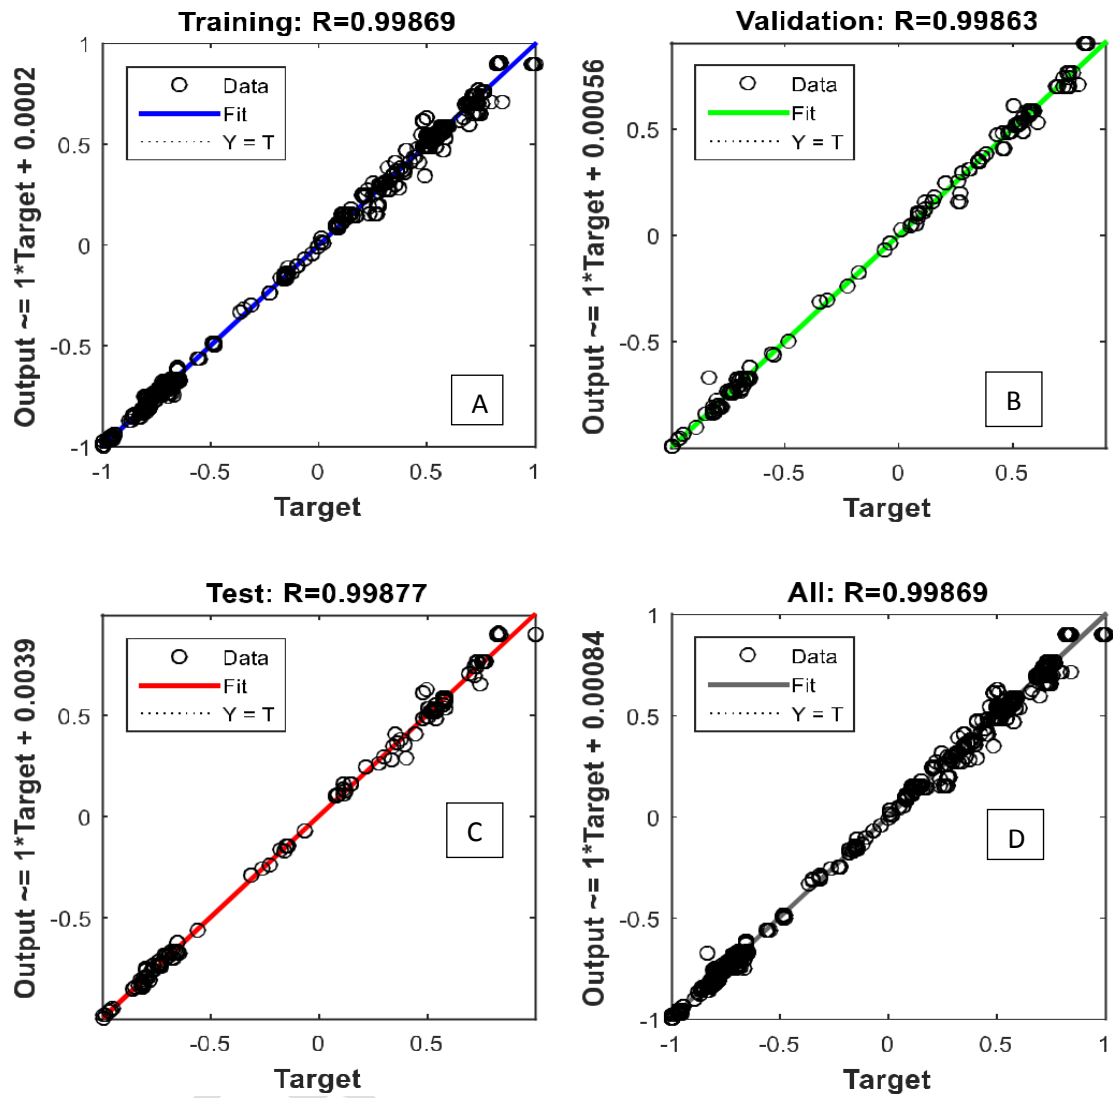 Training: R=0.99869
Output ~= 1*Target + 0.0002
1
0.5
0
-0.5
-1
Data
Fit
Y = T
A
-1
-0.5
0
0.5
1
Target
Validation: R=0.99863
Output ~= 1*Target + 0.00056
0.5
0
-0.5
Data
Fit
Y = T
B
-0.5
0
0.5
Target
Test: R=0.99877
Output ~= 1*Target + 0.0039
0.5
0
-0.5
Data
Fit
Y = T
C
-0.5
0
0.5
Target
All: R=0.99869
Output ~= 1*Target + 0.00084
1
0.5
0
-0.5
-1
Data
Fit
Y = T
D
-1
-0.5
0
0.5
1
Target